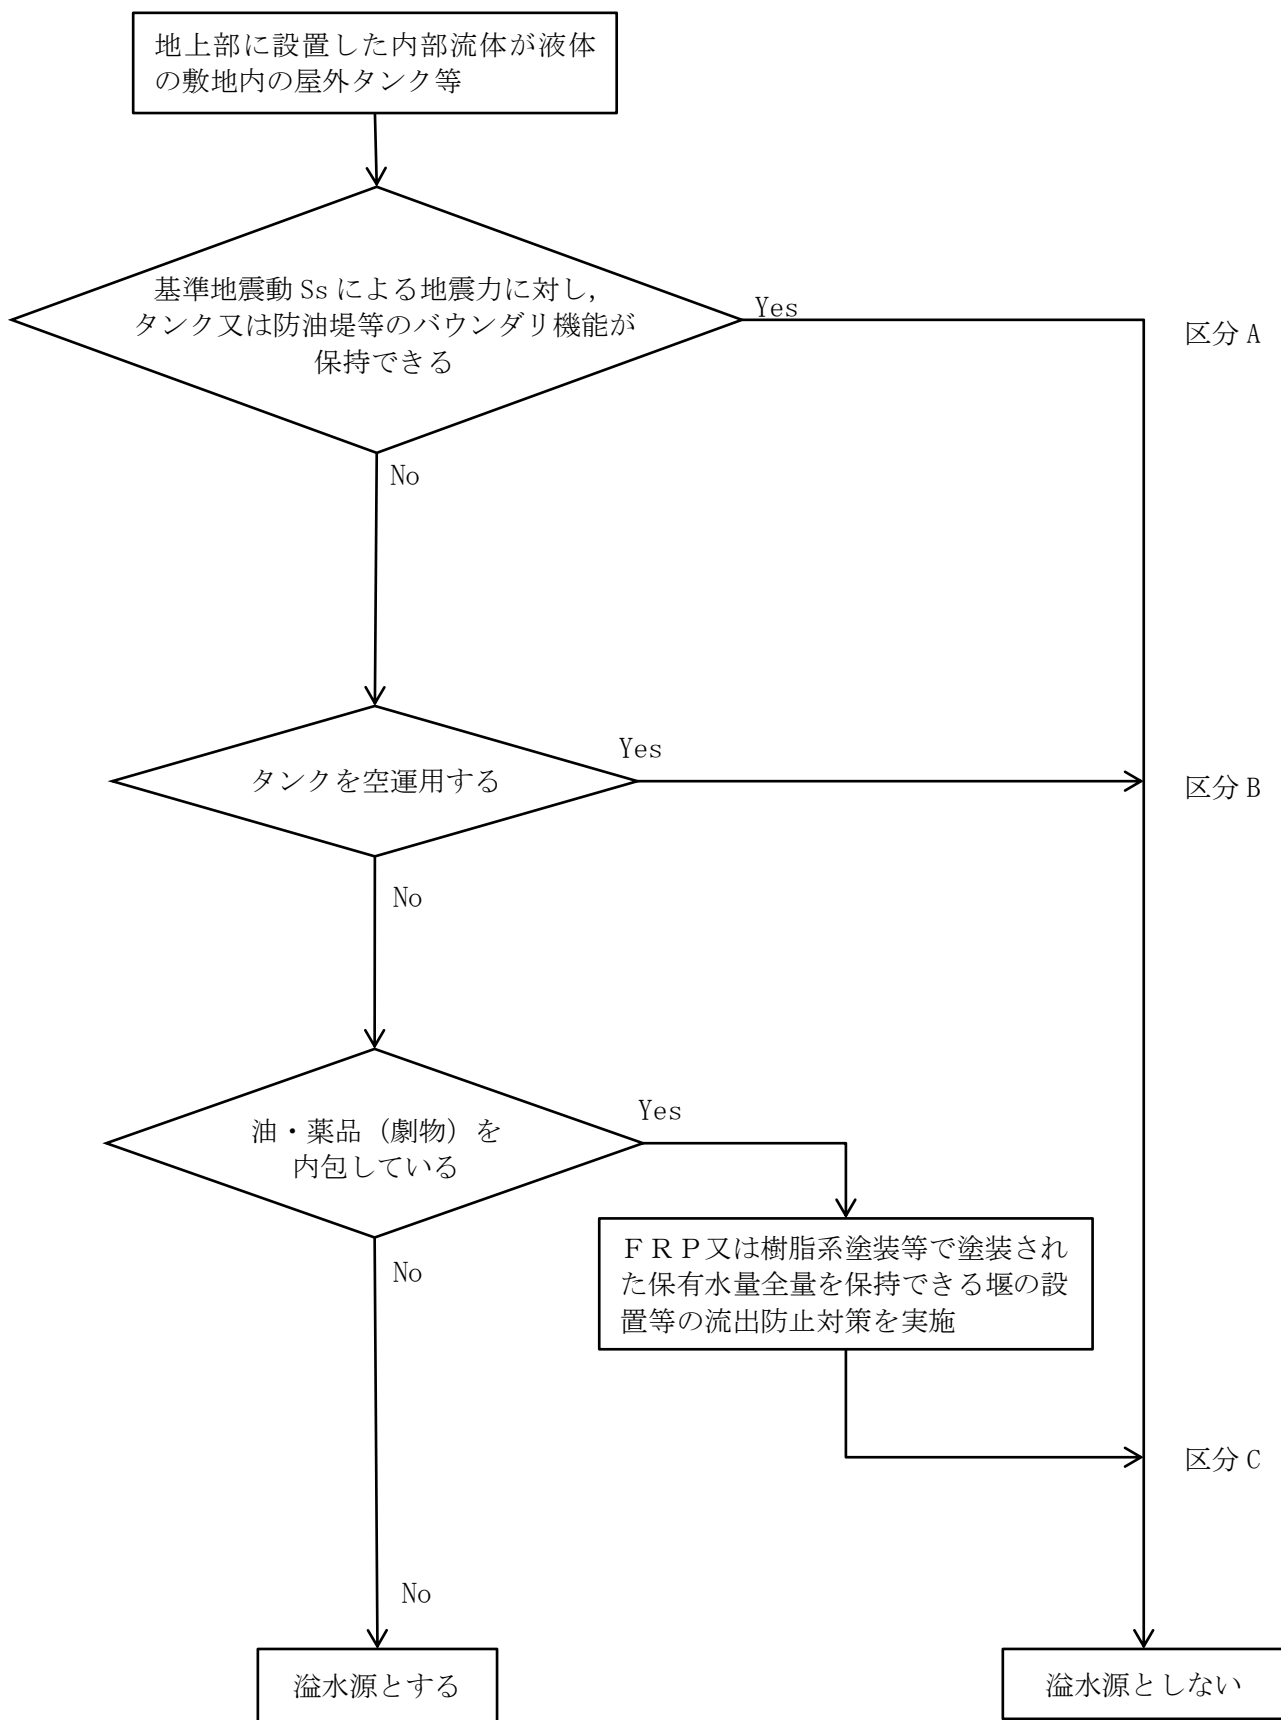 地上部に設置した内部流体が液体
の敷地内の屋外タンク等
基準地震動 Ss による地震力に対し,
タンク又は防油堤等のバウンダリ機能が
保持できる
Yes
区分 A
No
タンクを空運用する
Yes
区分 B
No
油・薬品（劇物）を
内包している
Yes
ＦＲＰ又は樹脂系塗装等で塗装され
た保有水量全量を保持できる堰の設
置等の流出防止対策を実施
No
区分 C
No
溢水源とする
溢水源としない